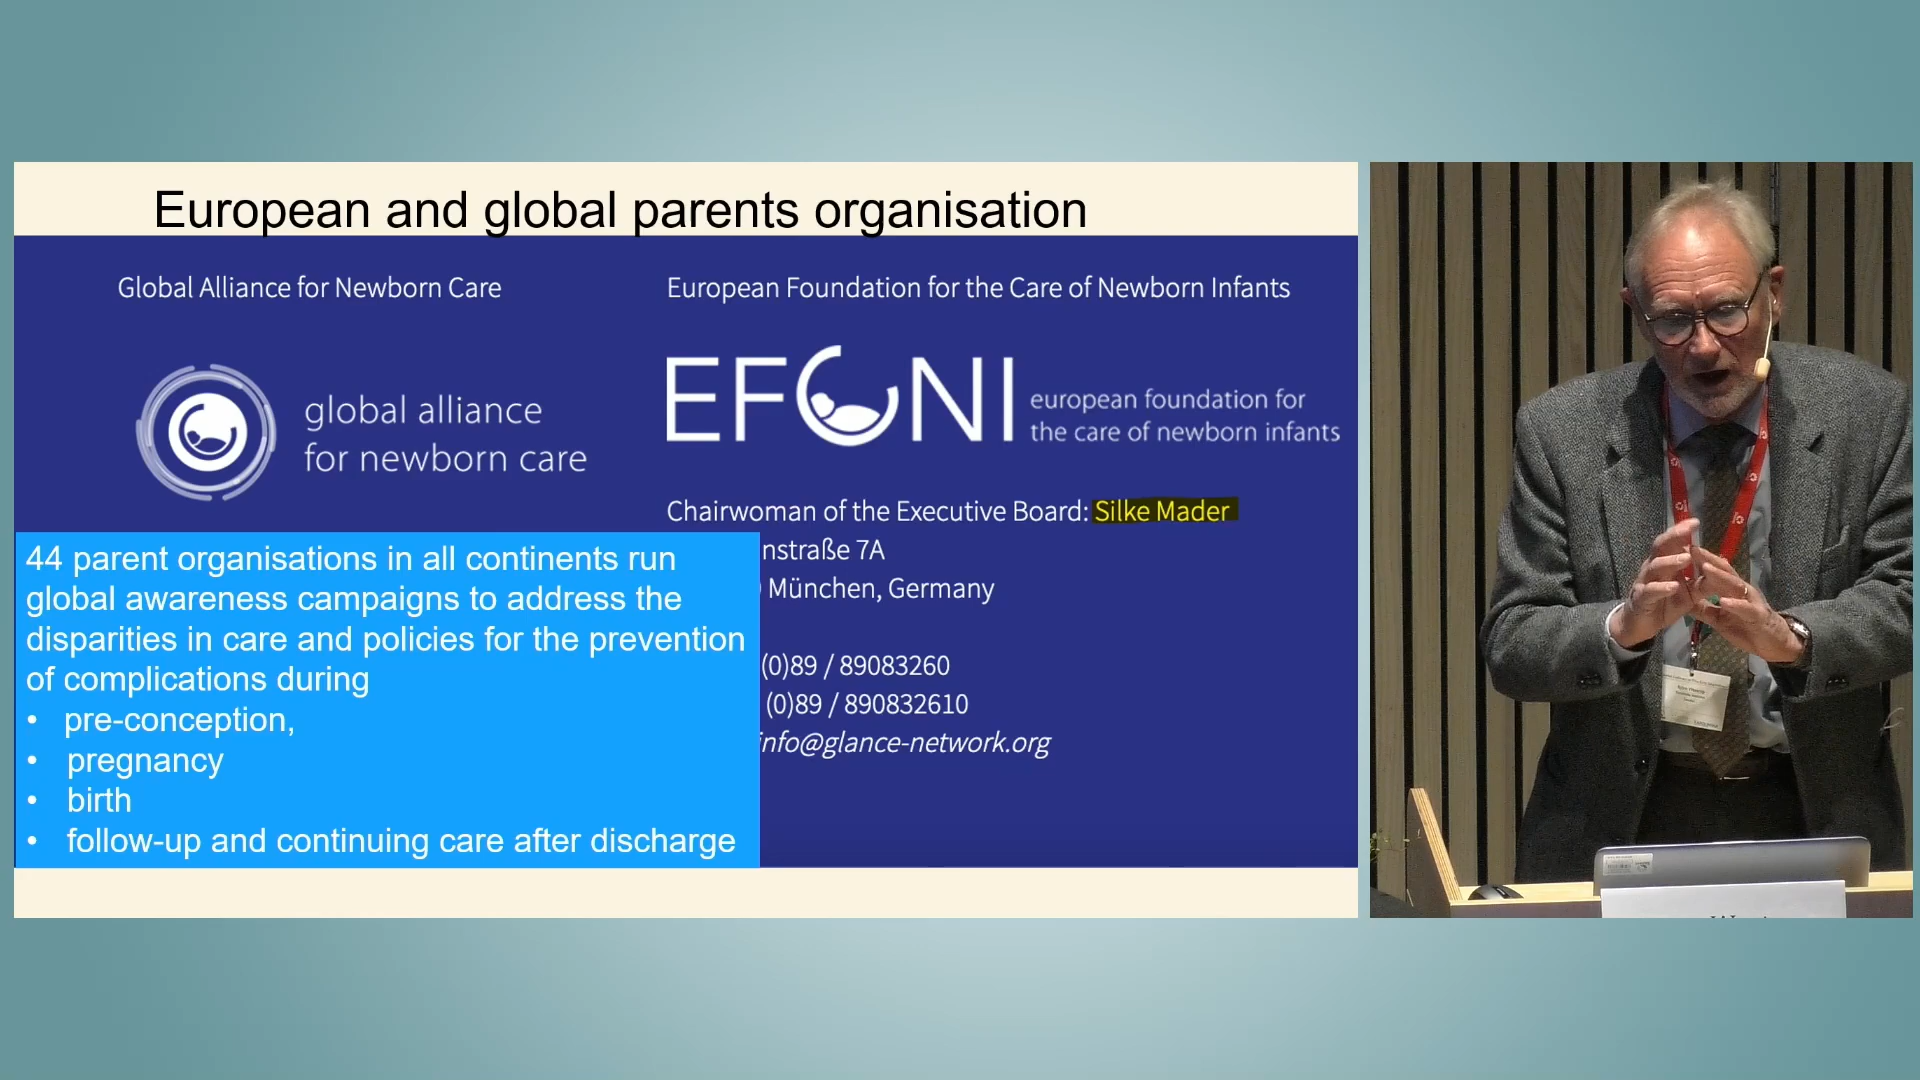 European and global parents organisation
Global Alliance for Newborn Care
global alliance
for newborn care
European Foundation for the Care of Newborn Infants
EFCNI
european foundation for
the care of newborn infants
Chairwoman of the Executive Board: Silke Mader
nstraße 7A
München, Germany
(0)89 / 89083260
(0)89 / 890832610
info@glance-network.org
44 parent organisations in all continents run
global awareness campaigns to address the
disparities in care and policies for the prevention
of complications during
• pre-conception,
• pregnancy
• birth
• follow-up and continuing care after discharge